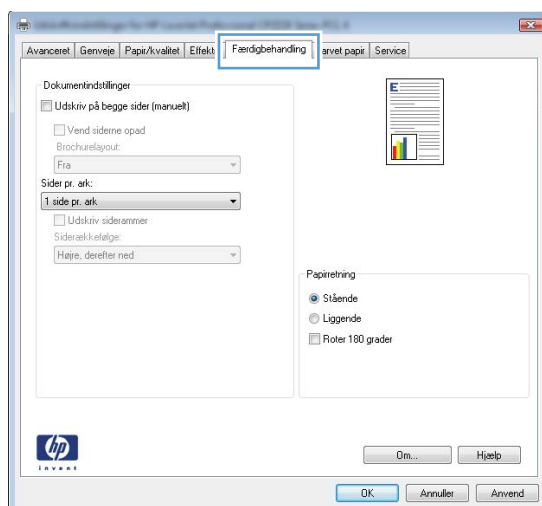 Avanceret Genveje Papir/kvalitet Effekt Færdigbehandling arvet papir Service
Dokumentindstillinger
Udskriv på begge sider (manuelt)
Vend siderne opad
Brochurelayout:
Fra
Sider pr. ark:
1 side pr. ark
Udskriv siderammer
Siderækkefølge:
Højre, derefter ned
E
Papirretning
Stående
Liggende
Roter 180 grader
hp
invent
Om... Hjælp
OK Annuller Anvend